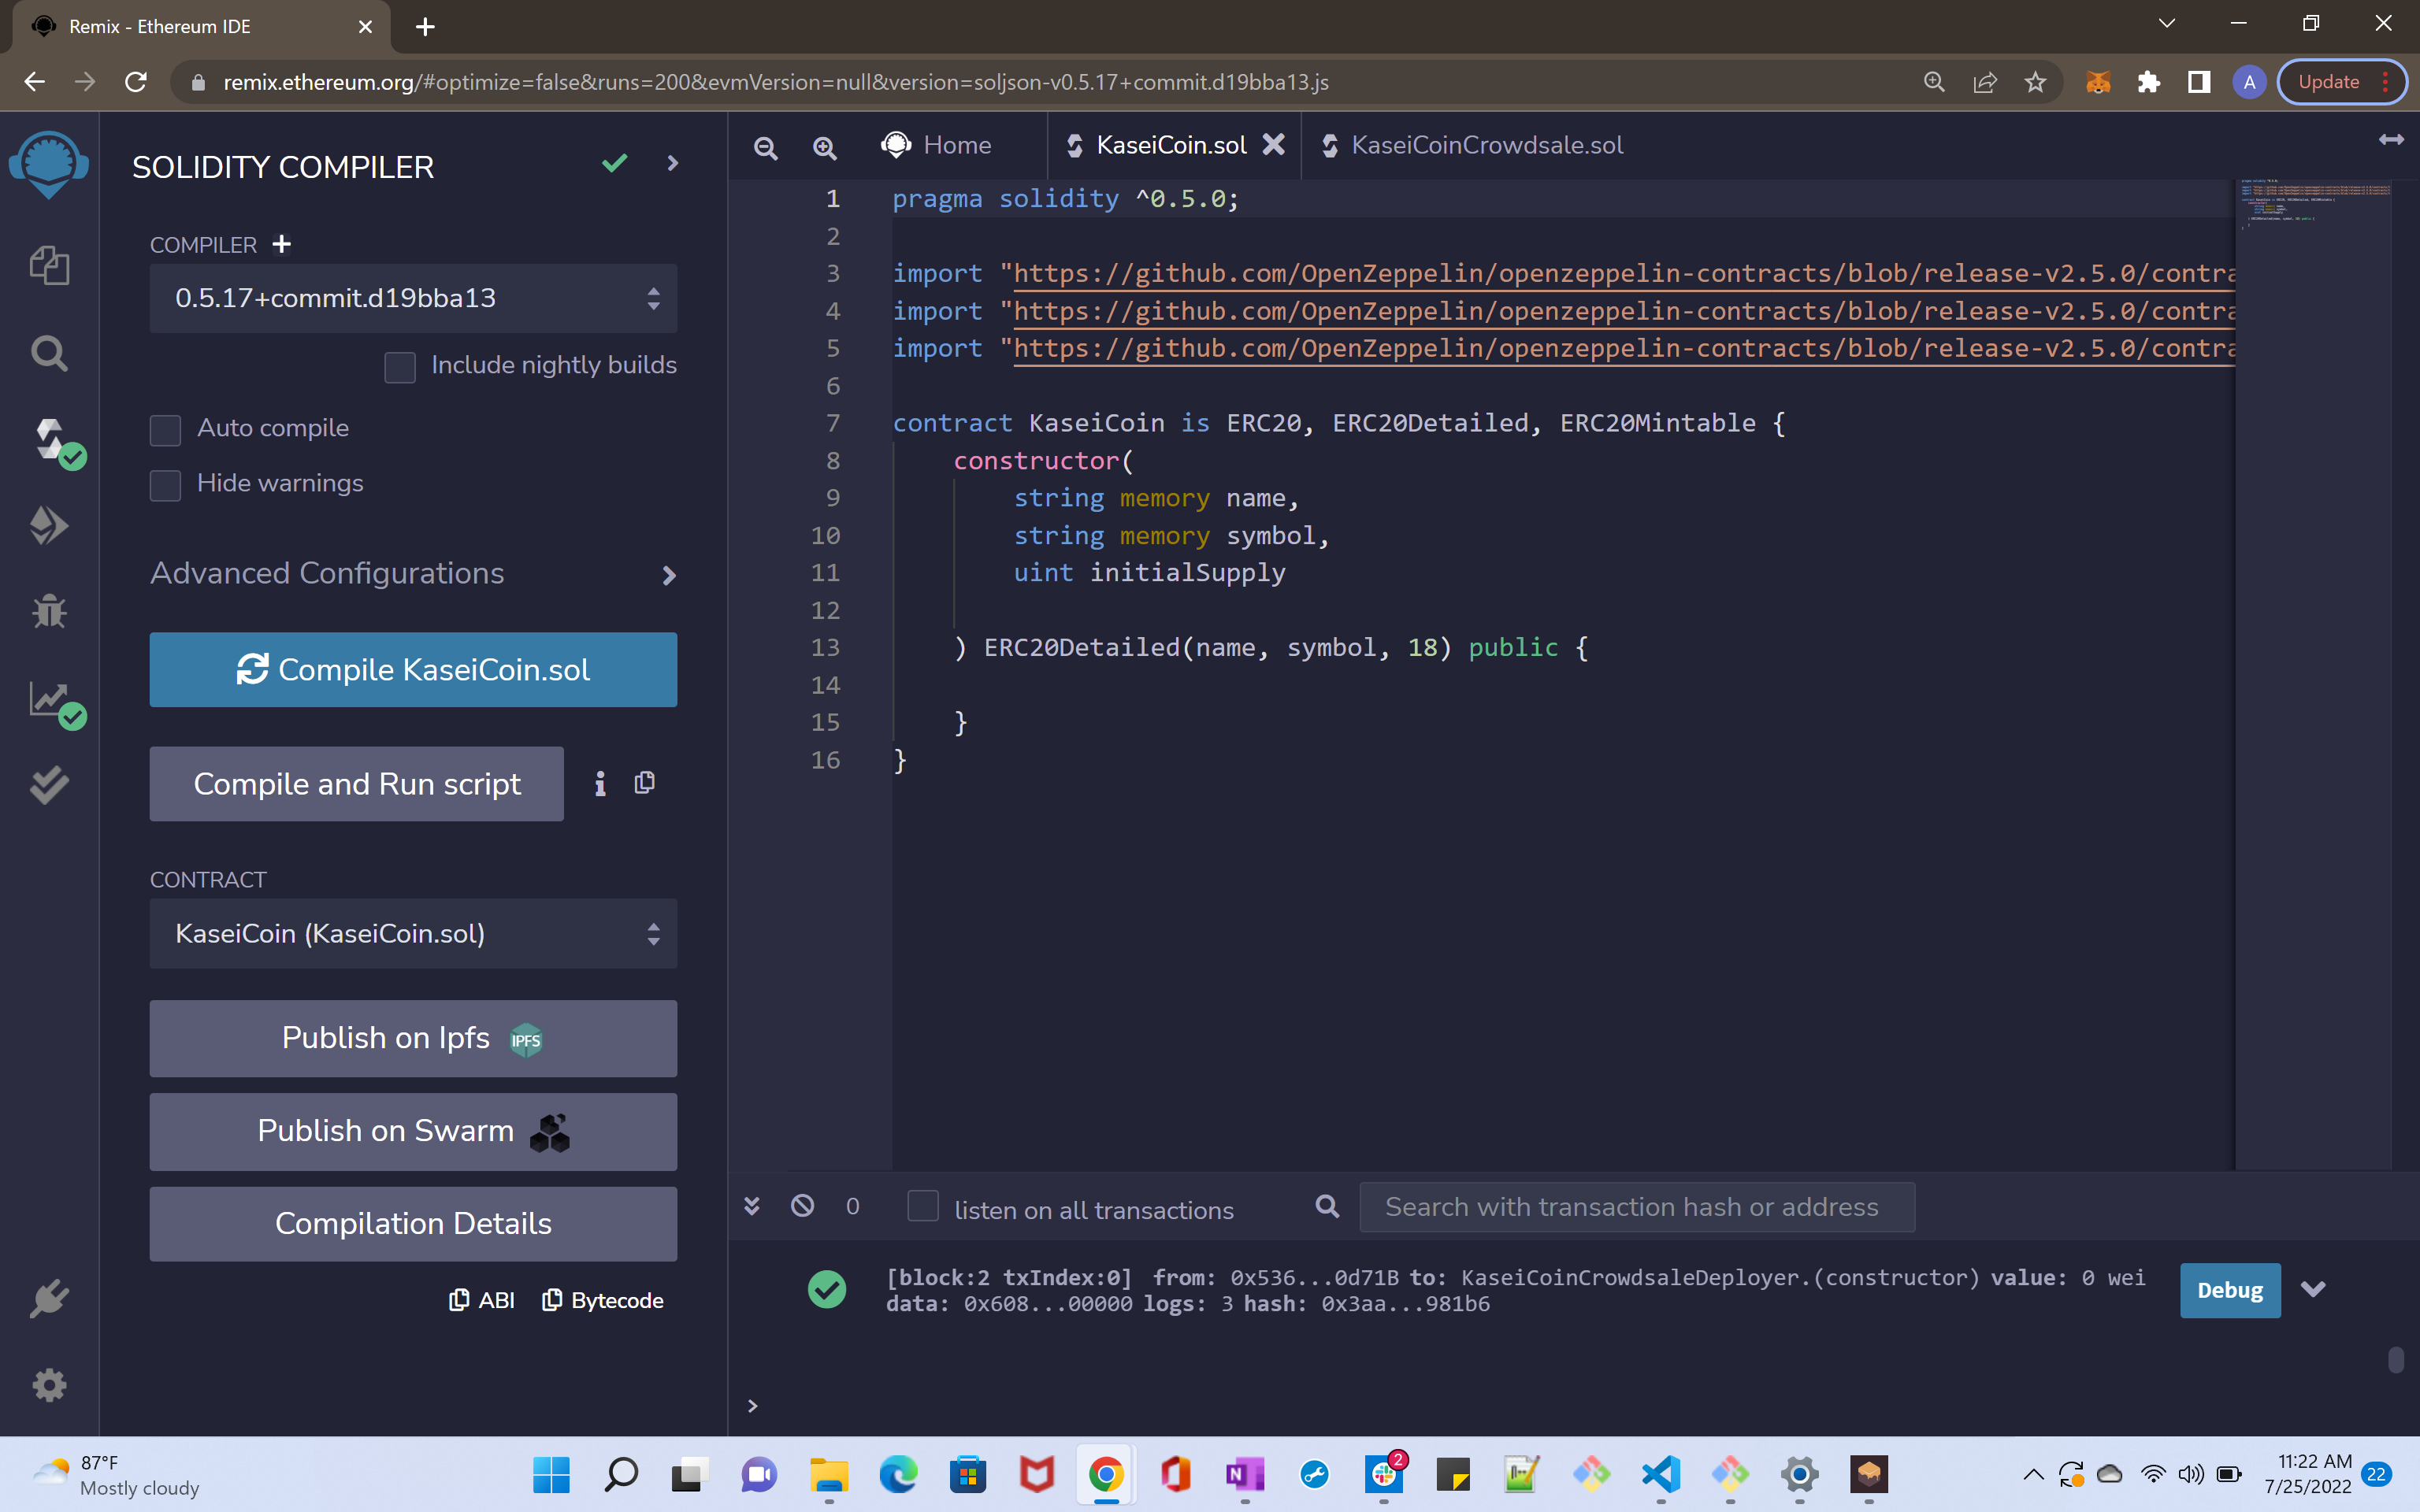 Remix - Ethereum IDE
remix.ethereum.org/#optimize=false&runs=200&evmVersion=null&version=soljson-v0.5.17+commit.d19bba13.js
A
Update
SOLIDITY COMPILER
COMPILER
0.5.17+commit.d19bba13
Include nightly builds
Auto compile
Hide warnings
Advanced Configurations
Compile KaseiCoin.sol
Compile and Run script
CONTRACT
KaseiCoin (KaseiCoin.sol)
Publish on Ipfs IPFS
Publish on Swarm
Compilation Details
ABI Bytecode
Home KaseiCoin.sol KaseiCoinCrowdsale.sol
1 pragma solidity ^0.5.0;
2
3 import "https://github.com/OpenZeppelin/openzeppelin-contracts/blob/release-v2.5.0/contra
4 import "https://github.com/OpenZeppelin/openzeppelin-contracts/blob/release-v2.5.0/contra
5 import "https://github.com/OpenZeppelin/openzeppelin-contracts/blob/release-v2.5.0/contra
6
7 contract KaseiCoin is ERC20, ERC20Detailed, ERC20Mintable {
8 constructor(
9 string memory name,
10 string memory symbol,
11 uint initialSupply
12
13 ) ERC20Detailed(name, symbol, 18) public {
14
15 }
16 }
0 listen on all transactions Search with transaction hash or address
[block:2 txIndex:0] from: 0x536...0d71B to: KaseiCoinCrowdsaleDeployer.(constructor) value: 0 wei
data: 0x608...00000 logs: 3 hash: 0x3aa...981b6
Debug
>
87°F
Mostly cloudy
N
2
11:22 AM
7/25/2022
22